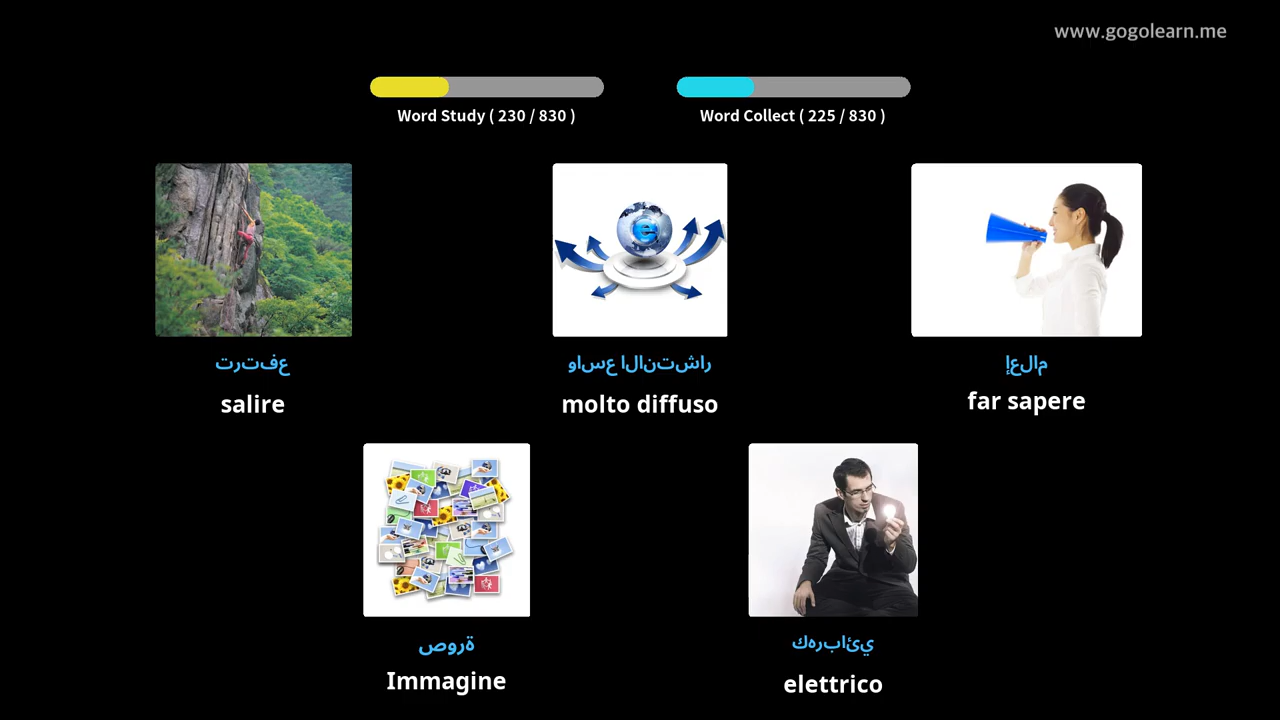 www.gogolearn.me
Word Study ( 230 / 830 )
Word Collect ( 225 / 830 )
ترتفع
salire
واسع الانتشار
molto diffuso
إعلام
far sapere
صورة
Immagine
كهربائي
elettrico